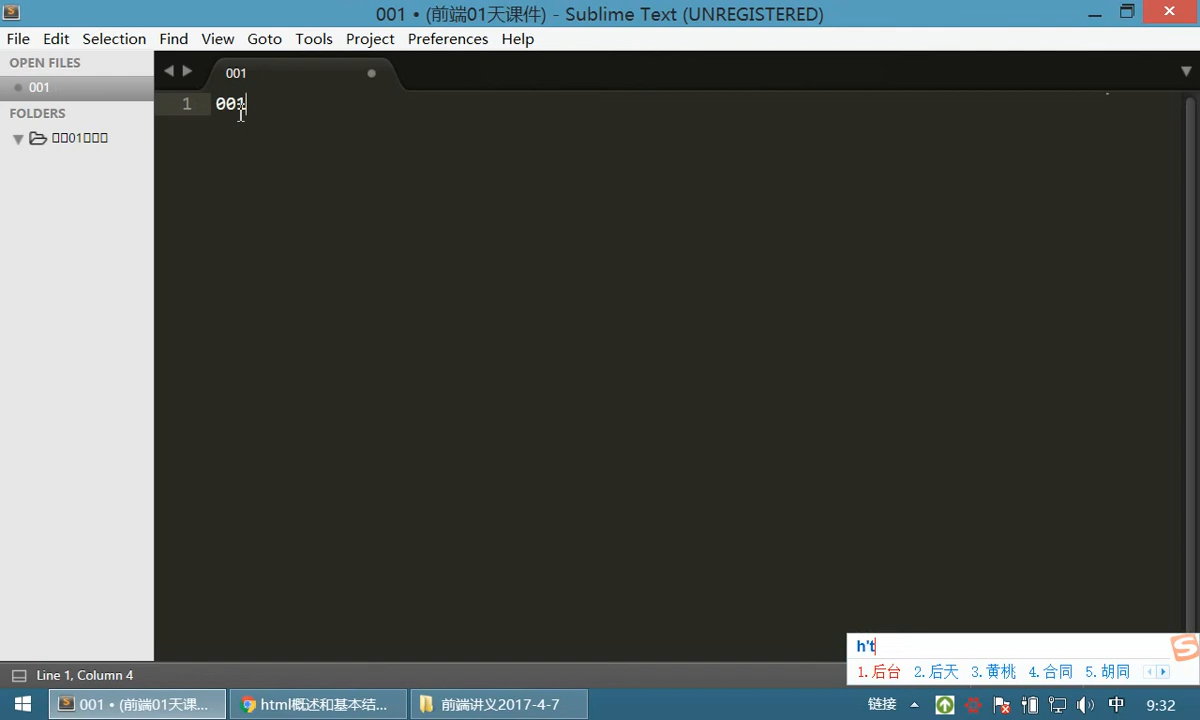 001 • (前端01天课件) - Sublime Text (UNREGISTERED)
File Edit Selection Find View Goto Tools Project Preferences Help
OPEN FILES
001
FOLDERS
▯▯01▯▯▯
001
1 001
h't
1.后台 2.后天 3.黄桃 4.合同 5.胡同
Line 1, Column 4
001 • (前端01天课...
html概述和基本结...
前端讲义2017-4-7
链接
中
9:32